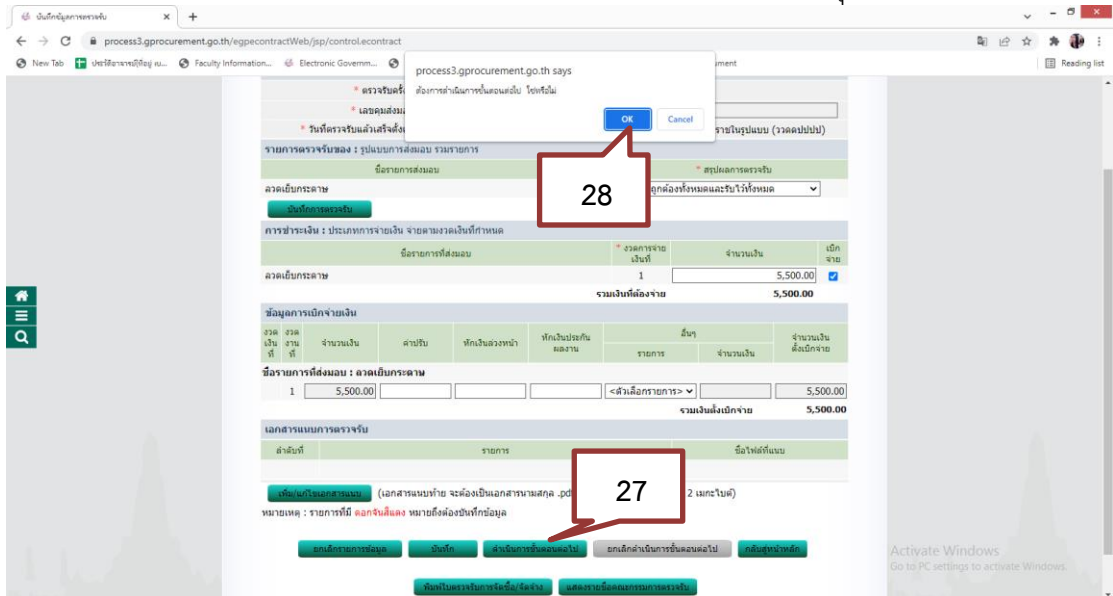 บันทึกข้อมูลการตรวจรับ
process3.gprocurement.go.th/egpecontractWeb/jsp/control.econtract
New Tab
Faculty Information...
Electronic Governm...
ument
Reading list
process3.gprocurement.go.th says
ต้องการดำเนินการขั้นตอนต่อไป ใช่หรือไม่
OK
Cancel
28
* ตรวจรับครั้ง
* เลขคุมส่งมอ
* วันที่ตรวจรับแล้วเสร็จตั้งแ
ราชในรูปแบบ (ววดดปปปป)
รายการตรวจรับของ : รูปแบบการส่งมอบ รวมรายการ
ชื่อรายการส่งมอบ
* สรุปผลการตรวจรับ
ลวดเย็บกระดาษ
ถูกต้องทั้งหมดและรับไว้ทั้งหมด
บันทึกการตรวจรับ
การชำระเงิน : ประเภทการจ่ายเงิน จ่ายตามงวดเงินที่กำหนด
ชื่อรายการที่ส่งมอบ
* งวดการจ่ายเงินที่
จำนวนเงิน
เบิกจ่าย
ลวดเย็บกระดาษ
1
5,500.00
รวมเงินที่ต้องจ่าย
5,500.00
ข้อมูลการเบิกจ่ายเงิน
งวดเงินที่
งวดงานที่
จำนวนเงิน
ค่าปรับ
หักเงินล่วงหน้า
หักเงินประกันผลงาน
อื่นๆ
รายการ
จำนวนเงิน
จำนวนเงินตั้งเบิกจ่าย
ชื่อรายการที่ส่งมอบ : ลวดเย็บกระดาษ
1
5,500.00
<ตัวเลือกรายการ>
5,500.00
รวมเงินตั้งเบิกจ่าย
5,500.00
เอกสารแนบการตรวจรับ
ลำดับที่
รายการ
ชื่อไฟล์ที่แนบ
27
เพิ่ม/แก้ไขเอกสารแนบ
(เอกสารแนบท้าย จะต้องเป็นเอกสารนามสกุล .pd
2 เมกะไบต์)
หมายเหตุ : รายการที่มี ดอกจันสีแดง หมายถึงต้องบันทึกข้อมูล
ยกเลิกรายการข้อมูล
บันทึก
ดำเนินการขั้นตอนต่อไป
ยกเลิกดำเนินการขั้นตอนต่อไป
กลับสู่หน้าหลัก
Activate Windows
Go to PC settings to activate Windows.
พิมพ์ใบตรวจรับการจัดซื้อ/จัดจ้าง
แสดงรายชื่อคณะกรรมการตรวจรับ